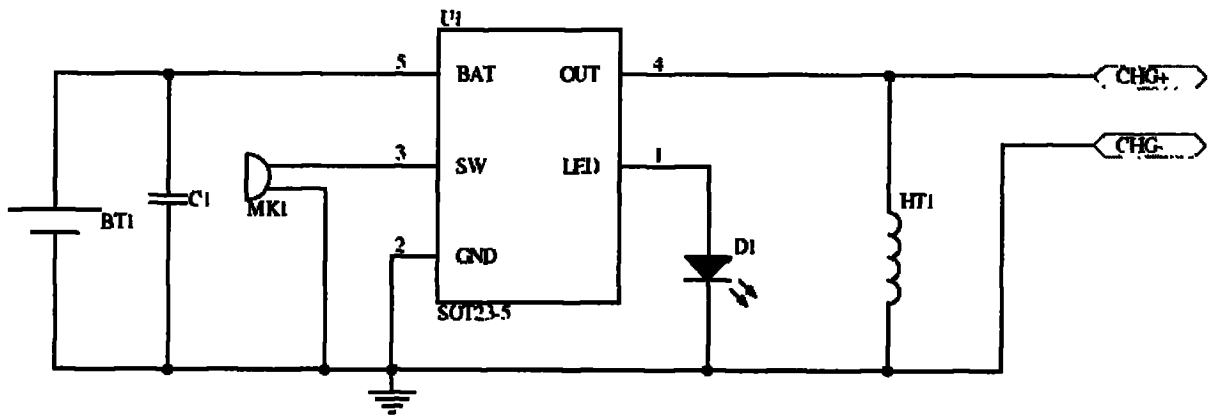 U1
5 BAT OUT 4 CHG+
CHG-
3 SW LED 1
C1 HT1
BT1 MK1
2 GND D1
SOT23-5